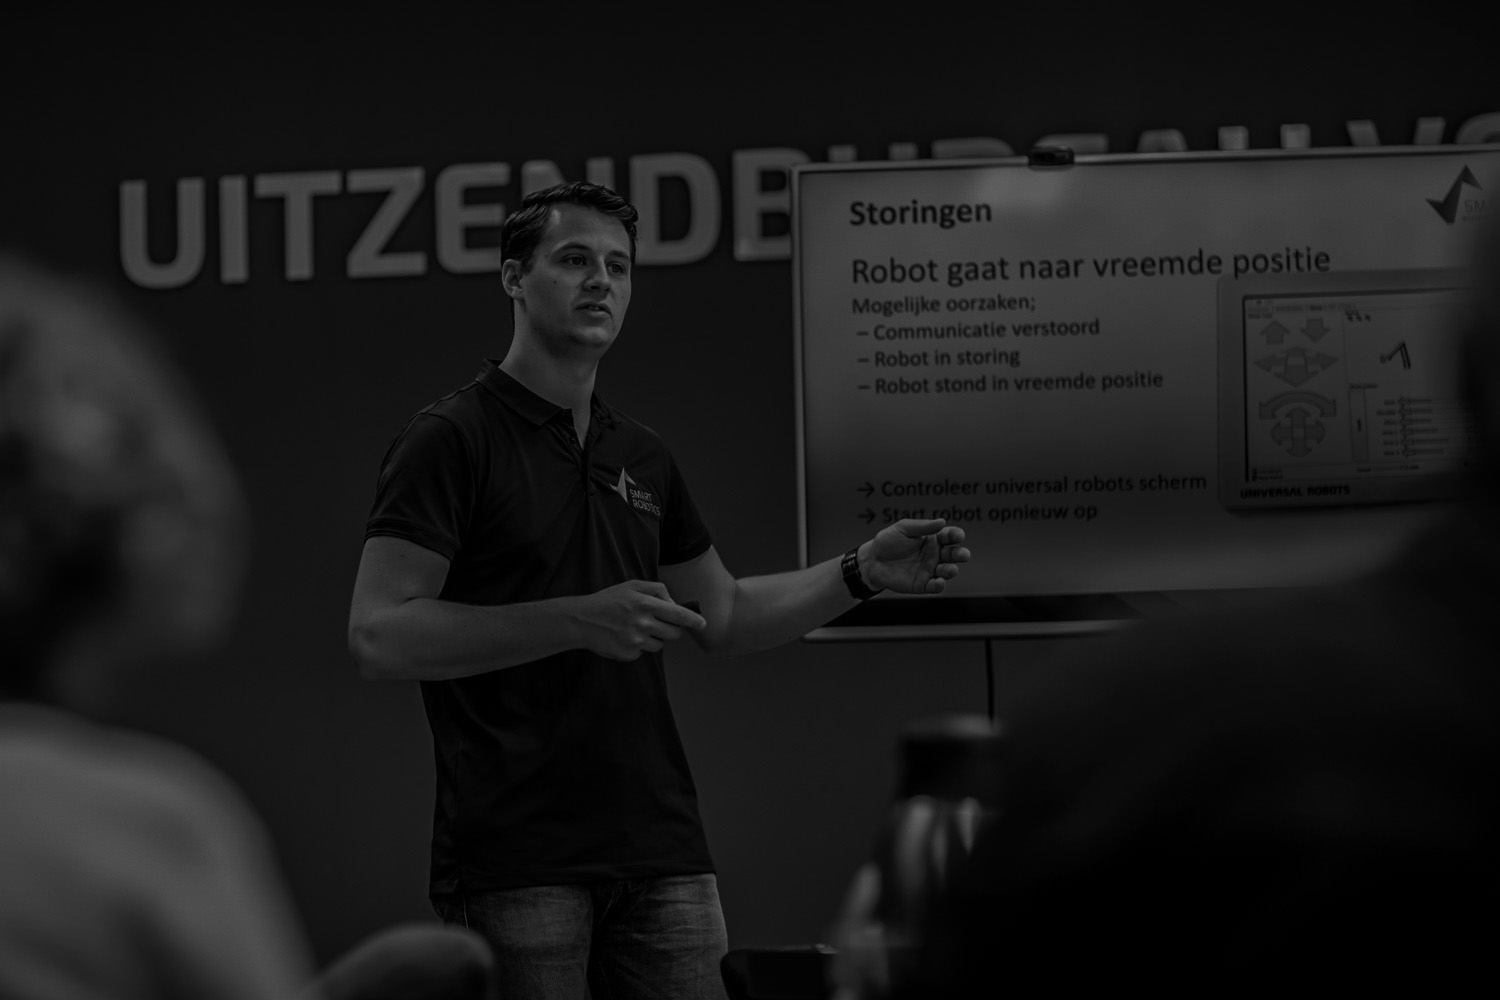 UITZENDBUREAU V
Storingen
Robot gaat naar vreemde positie
Mogelijke oorzaken;
– Communicatie verstoord
– Robot in storing
– Robot stond in vreemde positie
→ Controleer universal robots scherm
→ Start robot opnieuw op
UNIVERSAL ROBOTS
SMART
ROBOTICS